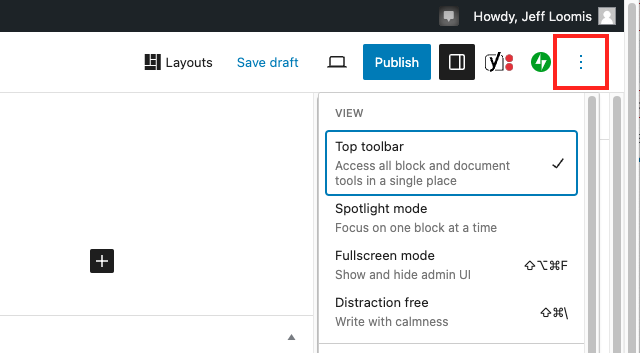 Howdy, Jeff Loomis
Layouts Save draft Publish
VIEW
Top toolbar
Access all block and document
tools in a single place
Spotlight mode
Focus on one block at a time
Fullscreen mode ⇧⌥⌘F
Show and hide admin UI
Distraction free ⇧⌘\
Write with calmness